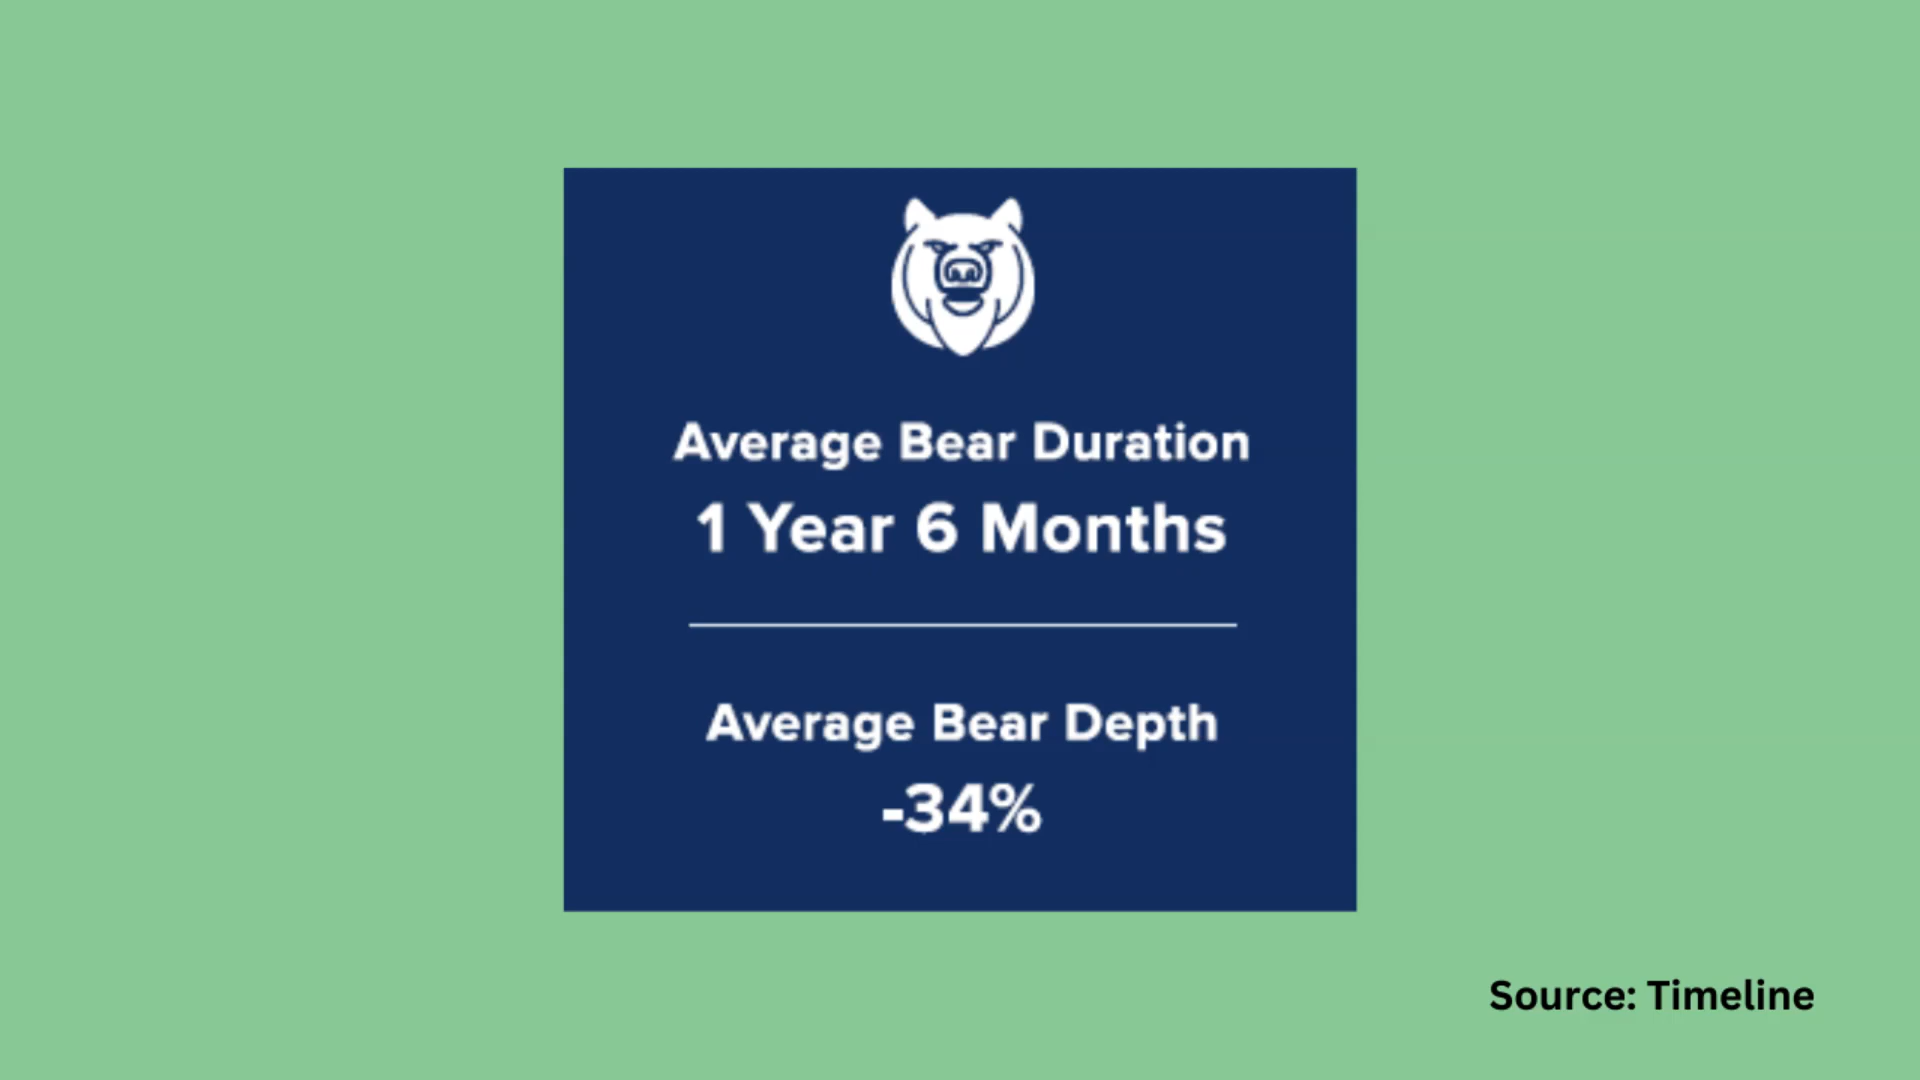 Average Bear Duration
1 Year 6 Months
Average Bear Depth
-34%
Source: Timeline